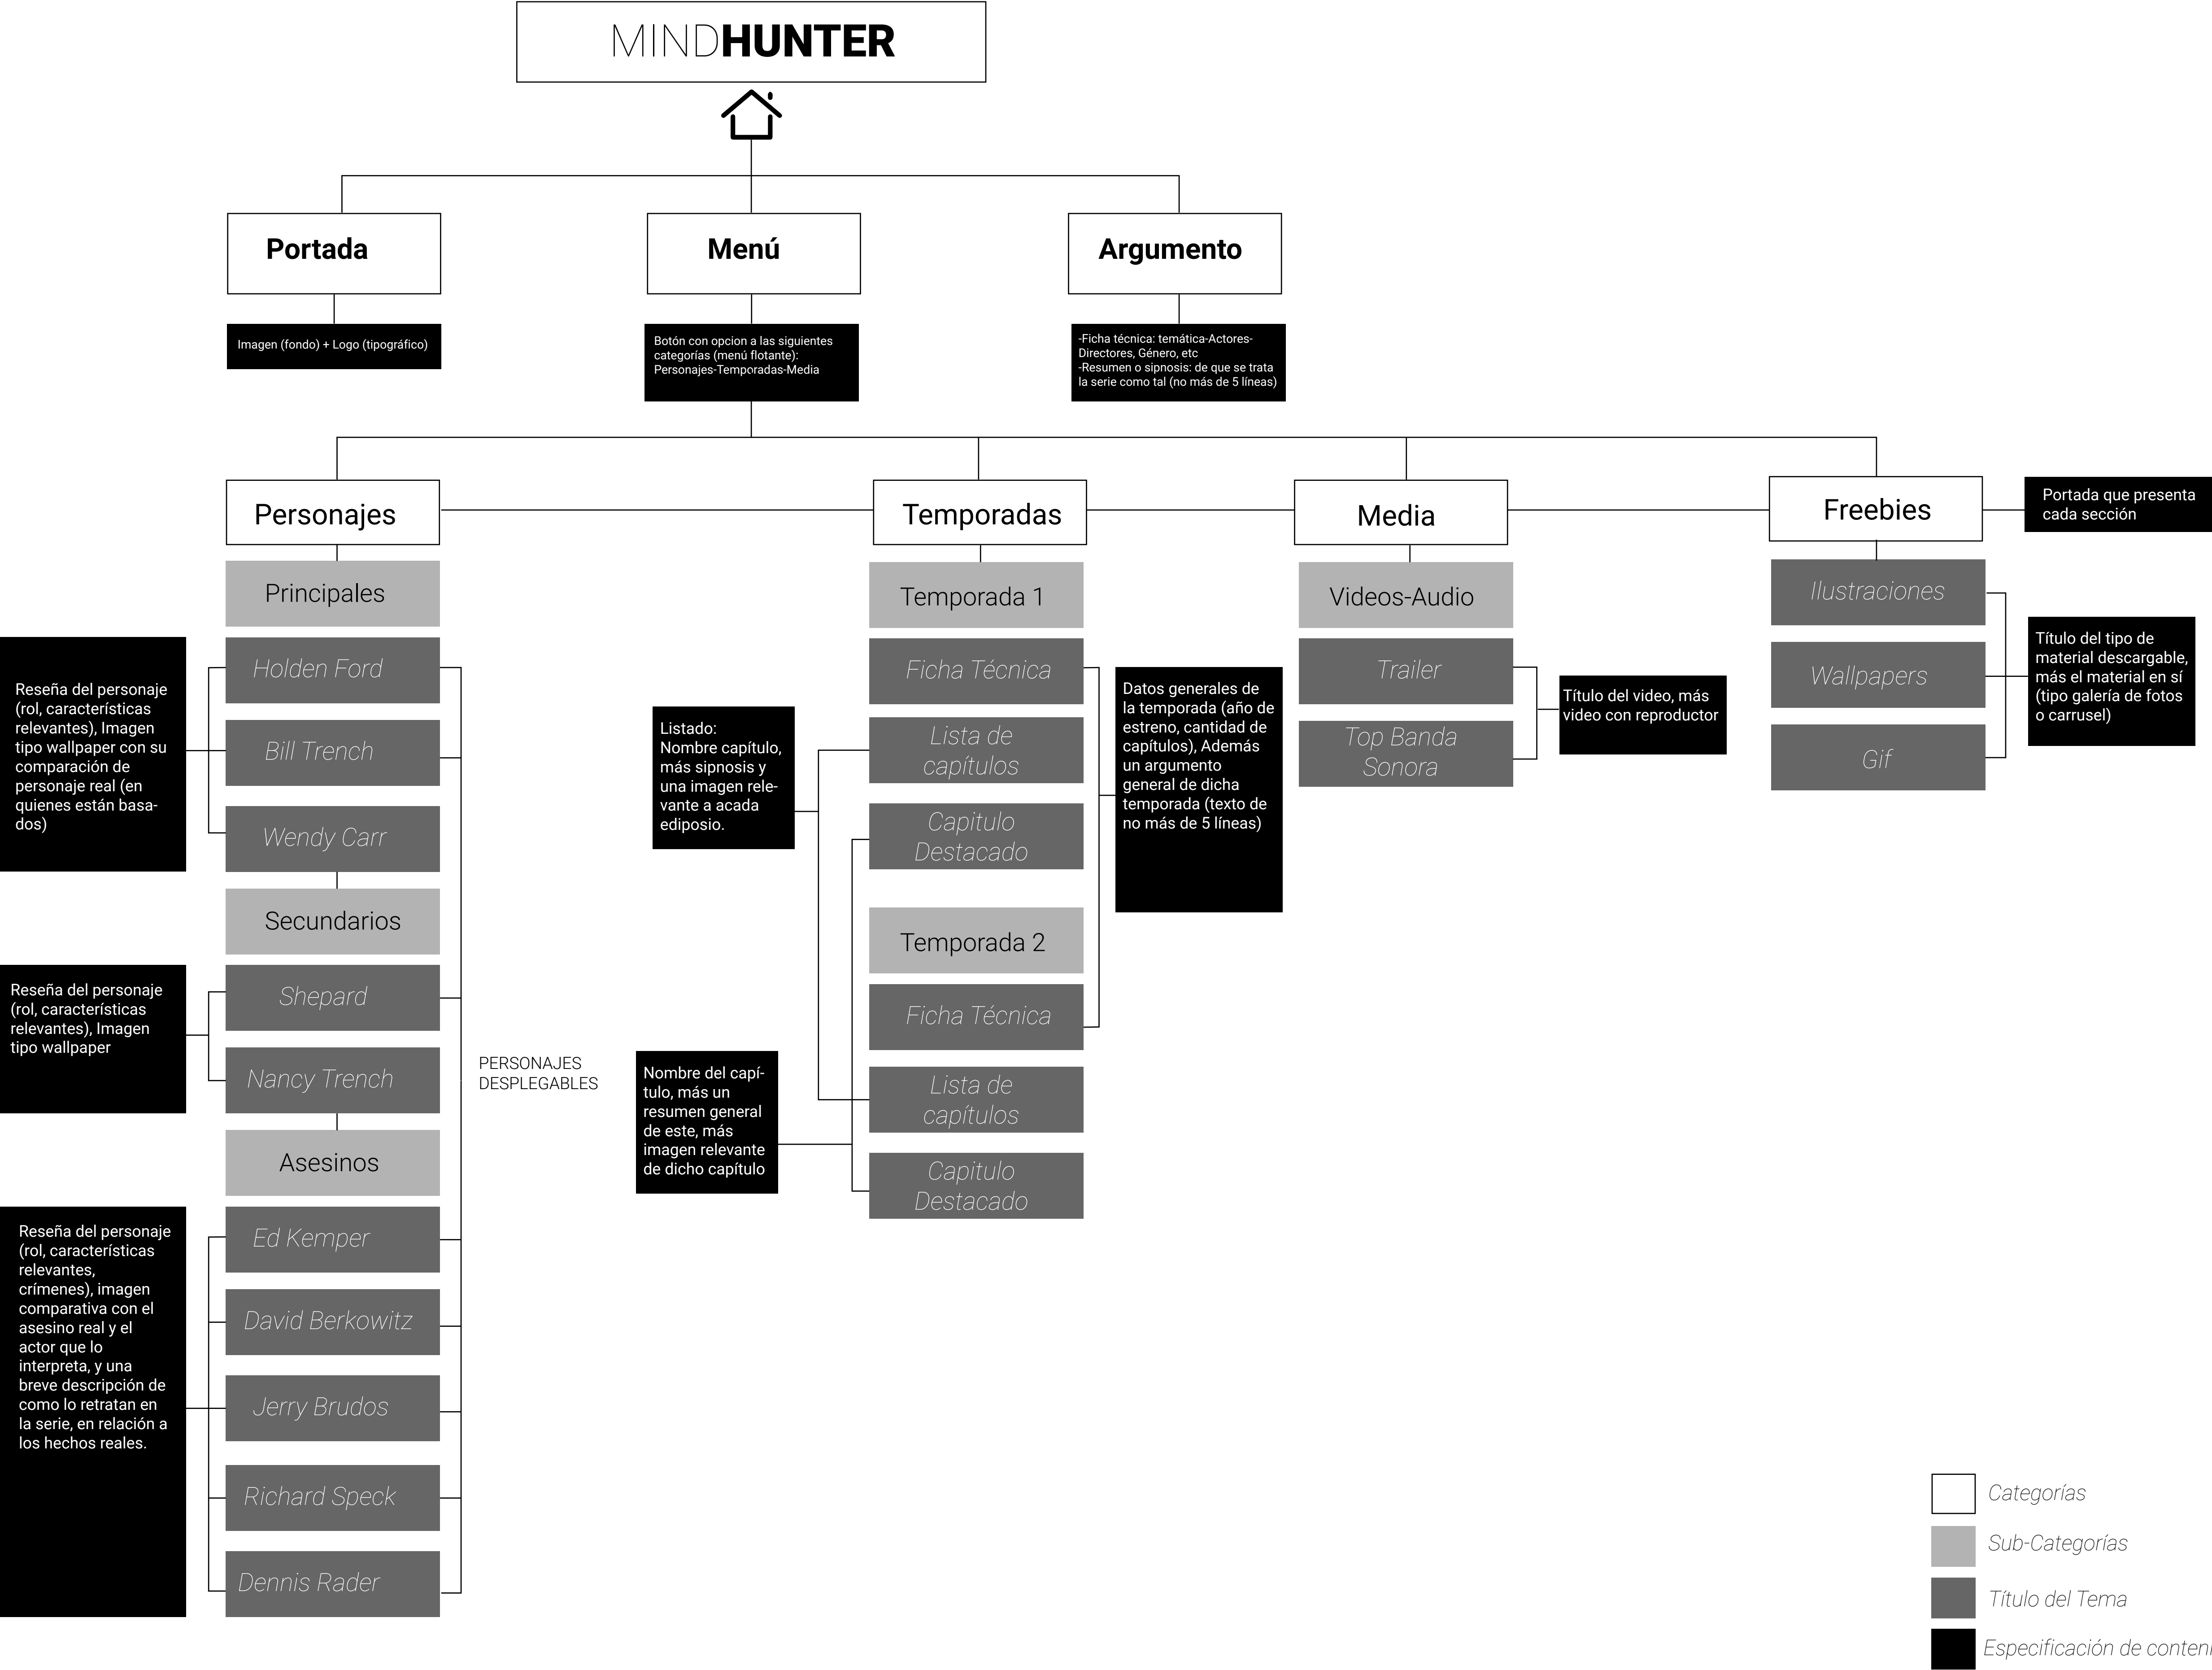 MINDHUNTER
Portada
Menú
Argumento
Imagen (fondo) + Logo (tipográfico)
Botón con opcion a las siguientes
categorías (menú flotante):
Personajes-Temporadas-Media
-Ficha técnica: temática-Actores-
Directores, Género, etc
-Resumen o sipnosis: de que se trata
la serie como tal (no más de 5 líneas)
Personajes
Temporadas
Media
Freebies
Portada que presenta
cada sección
Principales
Holden Ford
Bill Trench
Wendy Carr
Reseña del personaje
(rol, características
relevantes), Imagen
tipo wallpaper con su
comparación de
personaje real (en
quienes están basa-
dos)
Secundarios
Shepard
Nancy Trench
Reseña del personaje
(rol, características
relevantes), Imagen
tipo wallpaper
Asesinos
Ed Kemper
David Berkowitz
Jerry Brudos
Richard Speck
Dennis Rader
Reseña del personaje
(rol, características
relevantes,
crímenes), imagen
comparativa con el
asesino real y el
actor que lo
interpreta, y una
breve descripción de
como lo retratan en
la serie, en relación a
los hechos reales.
PERSONAJES
DESPLEGABLES
Temporada 1
Ficha Técnica
Lista de
capítulos
Capitulo
Destacado
Temporada 2
Ficha Técnica
Lista de
capítulos
Capitulo
Destacado
Listado:
Nombre capítulo,
más sipnosis y
una imagen rele-
vante a acada
ediposio.
Nombre del capí-
tulo, más un
resumen general
de este, más
imagen relevante
de dicho capítulo
Datos generales de
la temporada (año de
estreno, cantidad de
capítulos), Además
un argumento
general de dicha
temporada (texto de
no más de 5 líneas)
Videos-Audio
Trailer
Top Banda
Sonora
Título del video, más
video con reproductor
Ilustraciones
Wallpapers
Gif
Título del tipo de
material descargable,
más el material en sí
(tipo galería de fotos
o carrusel)
Categorías
Sub-Categorías
Título del Tema
Especificación de